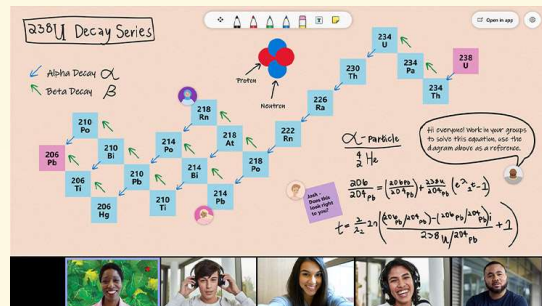 238U Decay Series
Open in app
Alpha Decay α
Beta Decay β
Proton
Neutron
238
U
234
Th
234
Pa
234
U
230
Th
226
Ra
222
Rn
218
Po
218
At
218
Rn
214
Pb
214
Bi
214
Po
210
Ti
210
Pb
210
Bi
210
Po
206
Hg
206
Ti
206
Pb
α-Particle
4
2 He
Hi everyone! Work in your groups
to solve this equation, use the
diagram above as a reference.
Josh -
Does this
look right
to you?